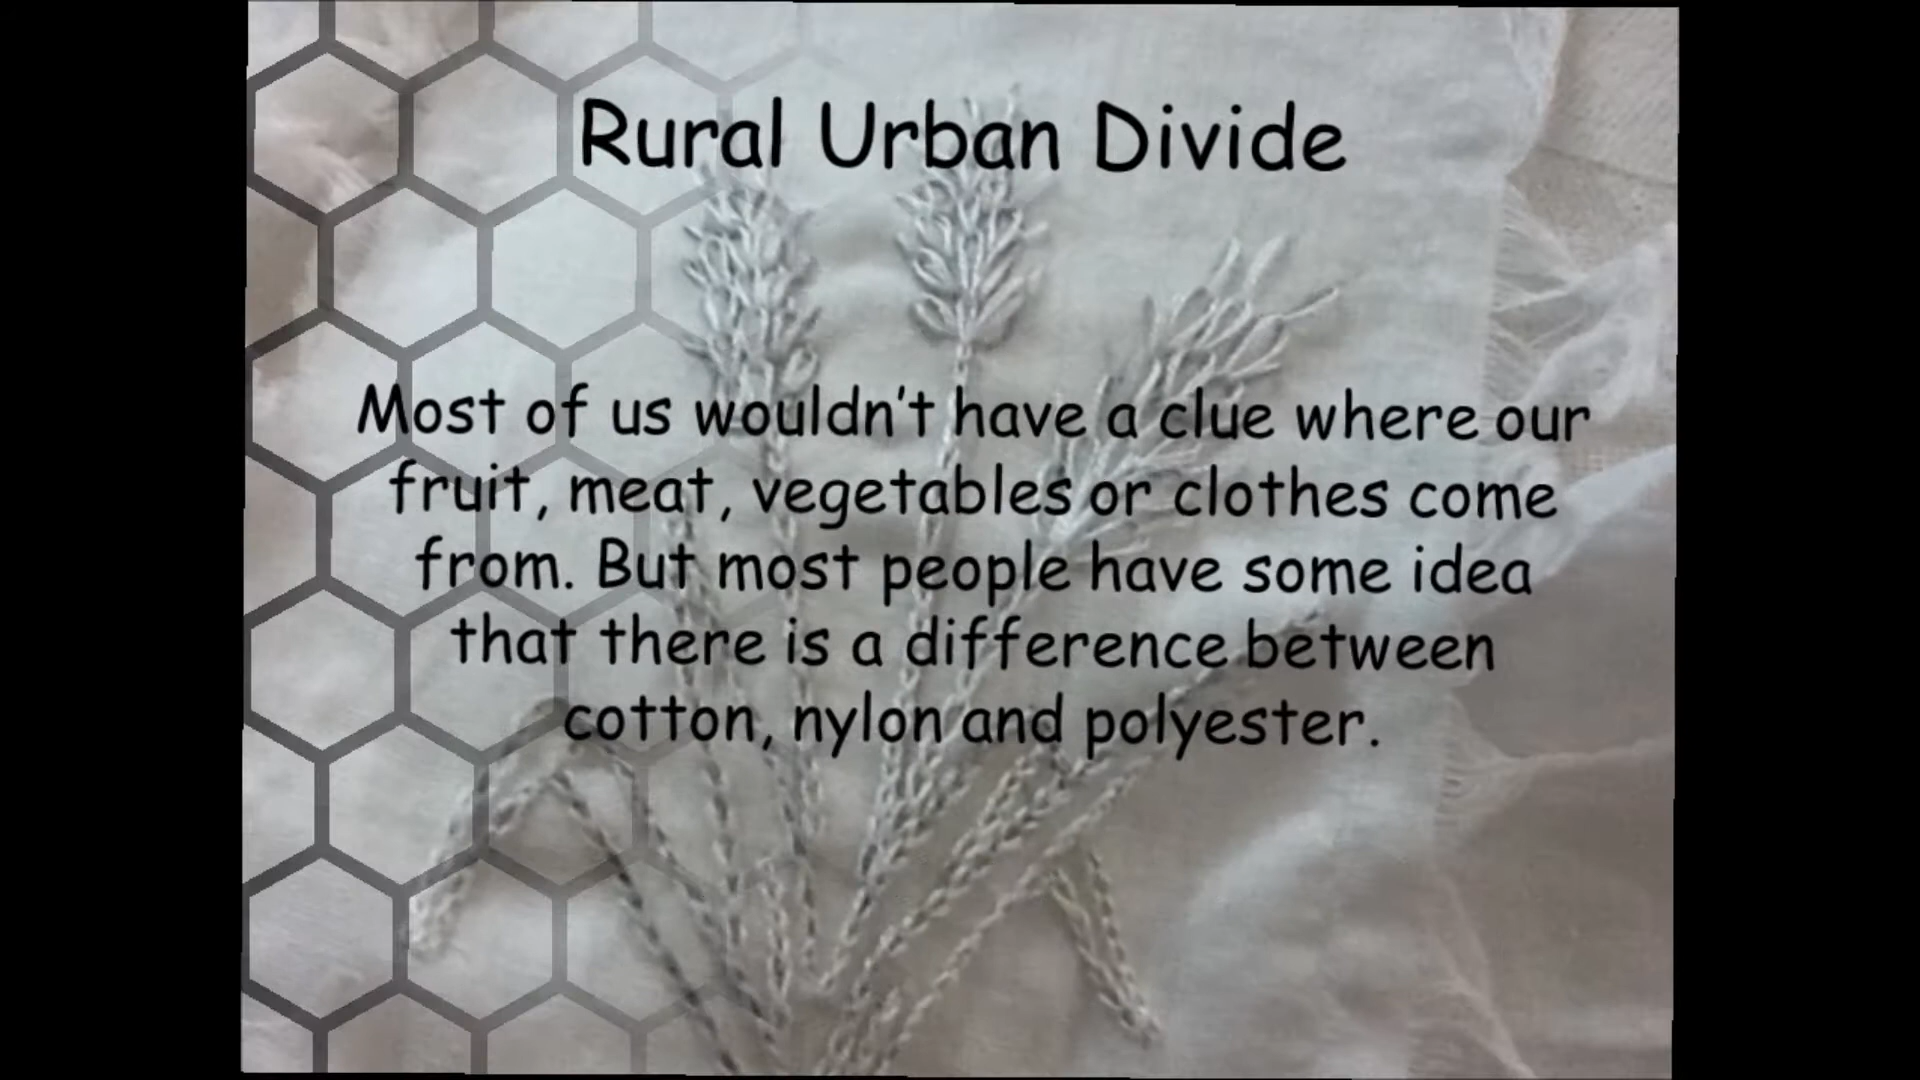 Rural Urban Divide
Most of us wouldn't have a clue where our
fruit, meat, vegetables or clothes come
from. But most people have some idea
that there is a difference between
cotton, nylon and polyester.